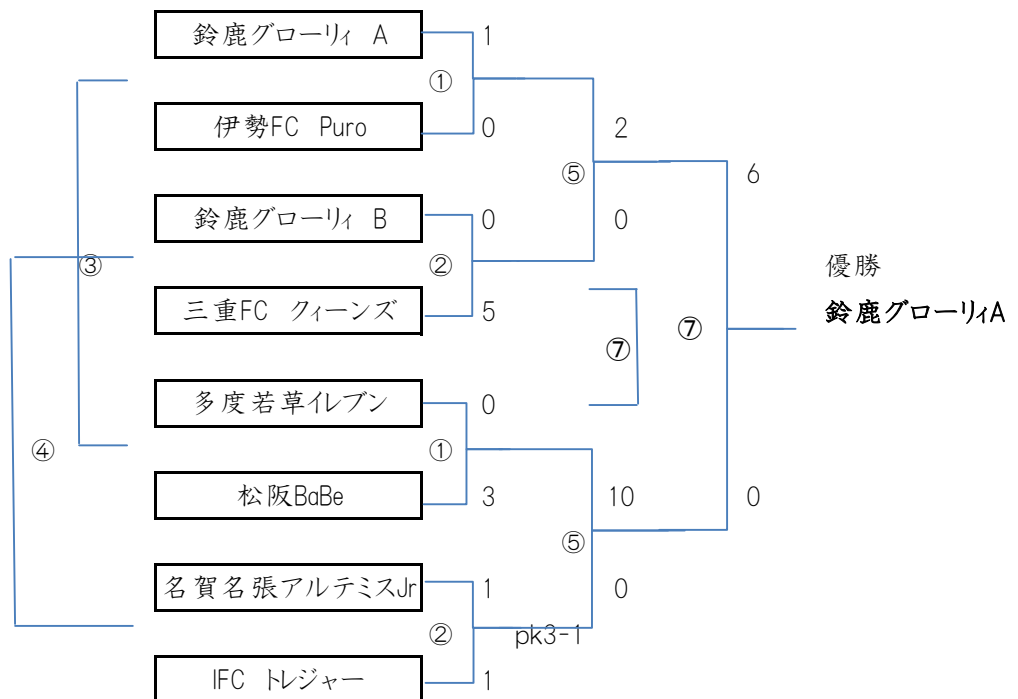 鈴鹿グローリィ A
1
①
伊勢FC Puro
0
2
⑤
6
鈴鹿グローリィ B
0
0
③
②
優勝
三重FC クィーンズ
5
鈴鹿グローリィA
⑦
⑦
多度若草イレブン
0
④
①
松阪BaBe
3
10
0
⑤
名賀名張アルテミスJr
1
0
②
pk3-1
IFC トレジャー
1